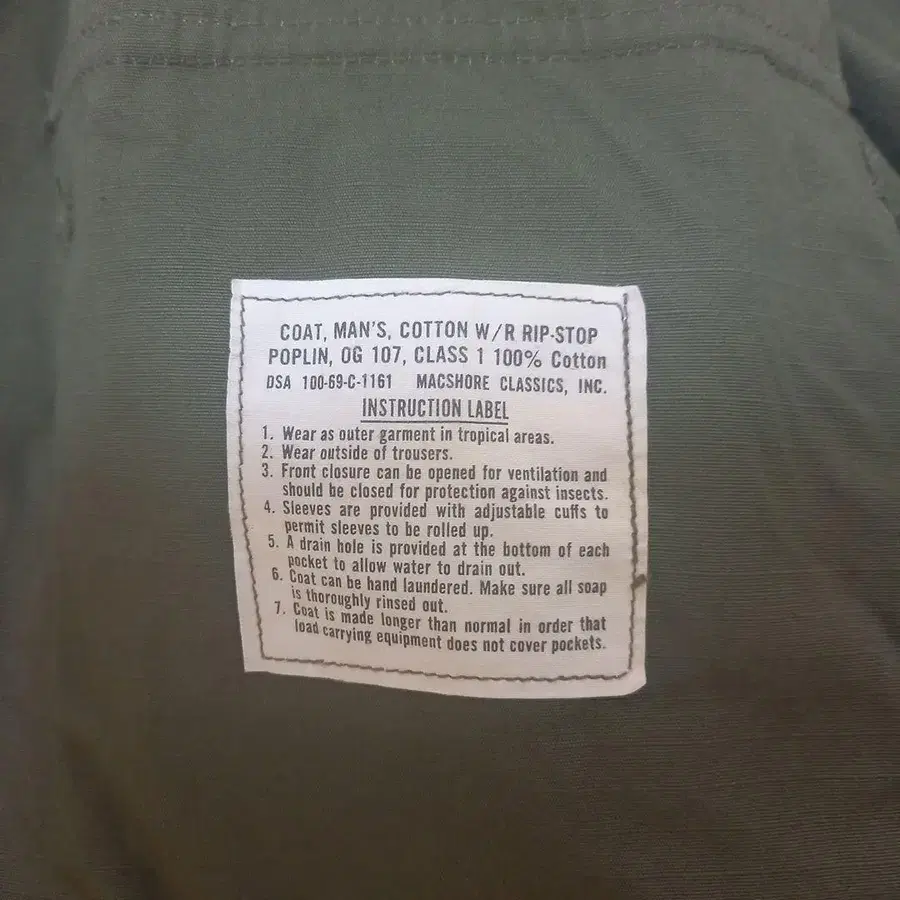 COAT, MAN'S, COTTON W/R RIP-STOP
POPLIN, OG 107, CLASS 1 100% Cotton
DSA 100-69-C-1161 MACSHORE CLASSICS, INC.
INSTRUCTION LABEL
1. Wear as outer garment in tropical areas.
2. Wear outside of trousers.
3. Front closure can be opened for ventilation and
should be closed for protection against insects.
4. Sleeves are provided with adjustable cuffs to
permit sleeves to be rolled up.
5. A drain hole is provided at the bottom of each
pocket to allow water to drain out.
6. Coat can be hand laundered. Make sure all soap
is thoroughly rinsed out.
7. Coat is made longer than normal in order that
load carrying equipment does not cover pockets.